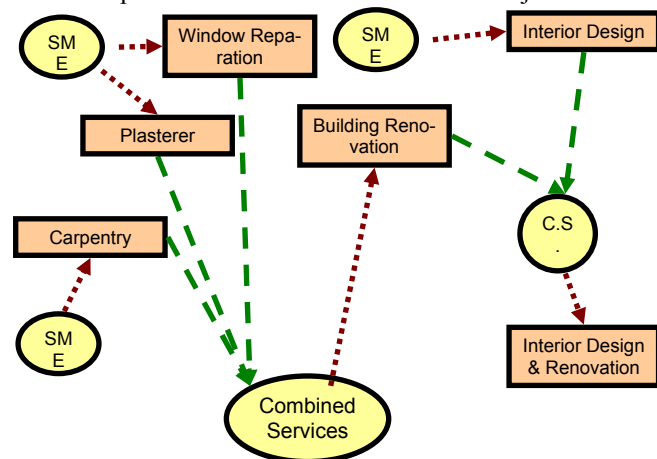 SM
E
Window Repa-
ration
SM
E
Interior Design
Plasterer
Building Reno-
vation
Carpentry
C.S
.
SM
E
Interior Design
& Renovation
Combined
Services